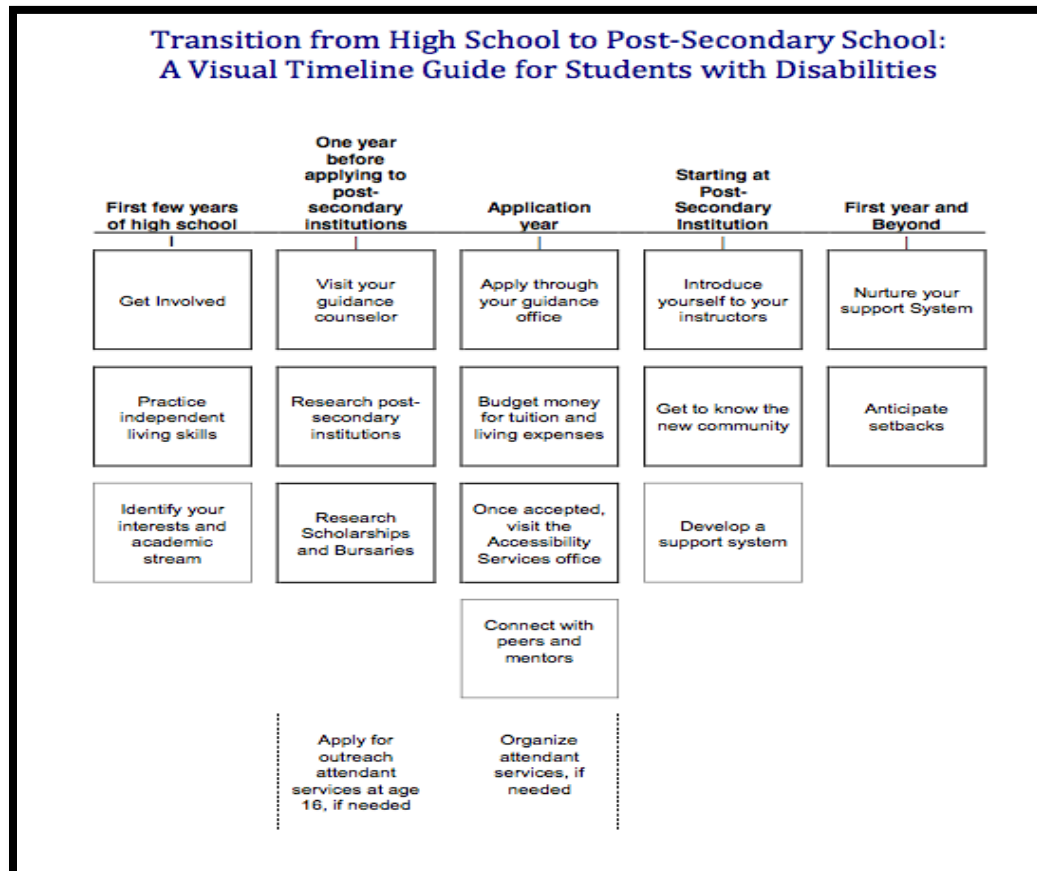 Transition from High School to Post-Secondary School:
A Visual Timeline Guide for Students with Disabilities
First few years
of high school
One year
before
applying to
post-
secondary
institutions
Application
year
Starting at
Post-
Secondary
Institution
First year and
Beyond
Get Involved
Visit your
guidance
counselor
Apply through
your guidance
office
Introduce
yourself to your
instructors
Nurture your
support System
Practice
independent
living skills
Research post-
secondary
institutions
Budget money
for tuition and
living expenses
Get to know the
new community
Anticipate
setbacks
Identify your
interests and
academic
stream
Research
Scholarships
and Bursaries
Once accepted,
visit the
Accessibility
Services office
Develop a
support system
Connect with
peers and
mentors
Apply for
outreach
attendant
services at age
16, if needed
Organize
attendant
services, if
needed